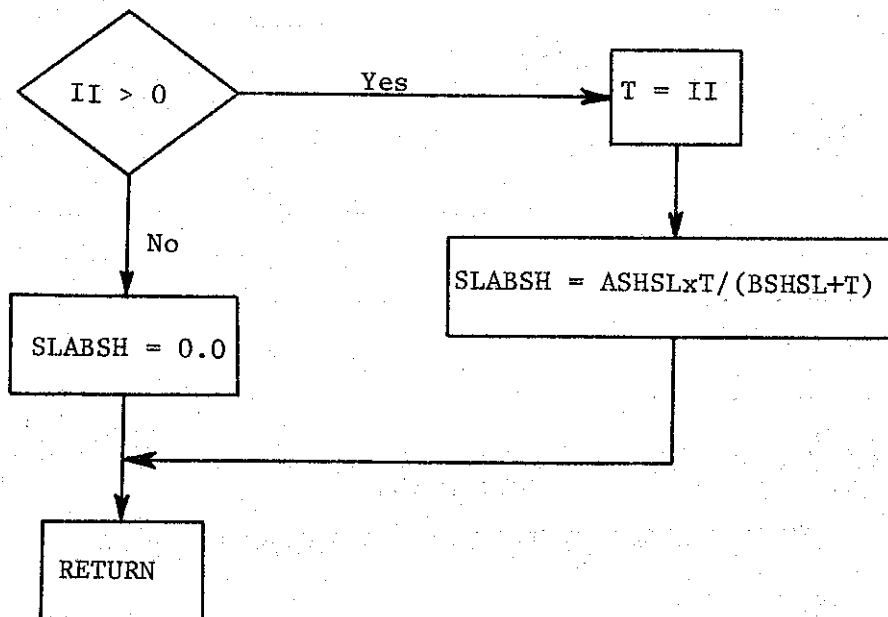 II > 0
Yes
T = II
No
SLABSH = ASHSLxT/(BSHSL+T)
SLABSH = 0.0
RETURN